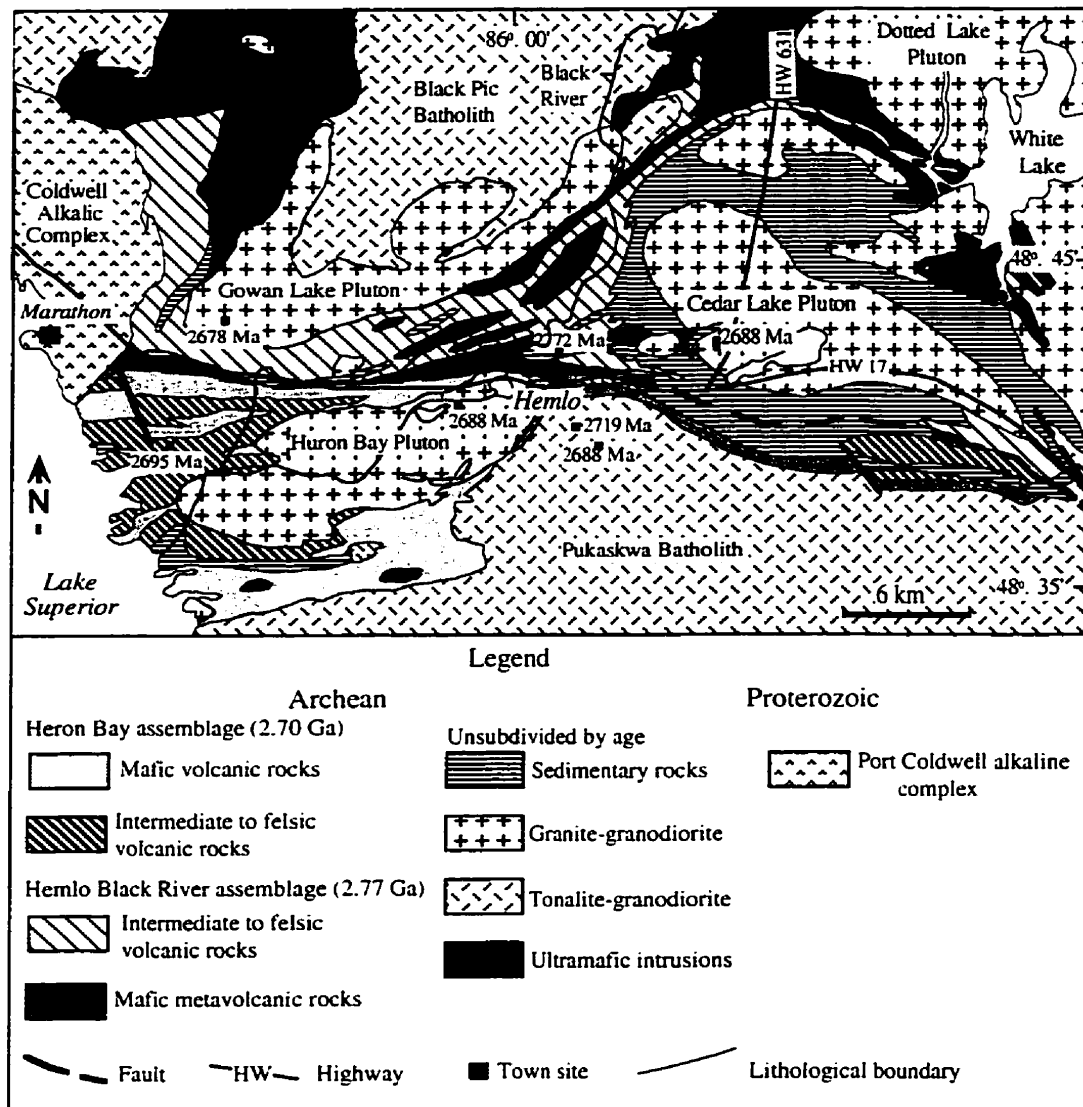 86º. 00'
HW 631
Dotted Lake
Pluton
Black
River
Black Pic
Batholith
White
Lake
Coldwell
Alkalic
Complex
48º. 45'
Marathon
Gowan Lake Pluton
2678 Ma
Cedar Lake Pluton
2772 Ma
2688 Ma
HW 17
Hemlo
2688 Ma
2719 Ma
Huron Bay Pluton
2688 Ma
2695 Ma
N
Pukaskwa Batholith
Lake
Superior
6 km
48º. 35'
Legend
Archean
Proterozoic
Heron Bay assemblage (2.70 Ga)
Mafic volcanic rocks
Intermediate to felsic
volcanic rocks
Hemlo Black River assemblage (2.77 Ga)
Intermediate to felsic
volcanic rocks
Mafic metavolcanic rocks
Unsubdivided by age
Sedimentary rocks
Granite-granodiorite
Tonalite-granodiorite
Ultramafic intrusions
Port Coldwell alkaline
complex
Fault
HW
Highway
Town site
Lithological boundary